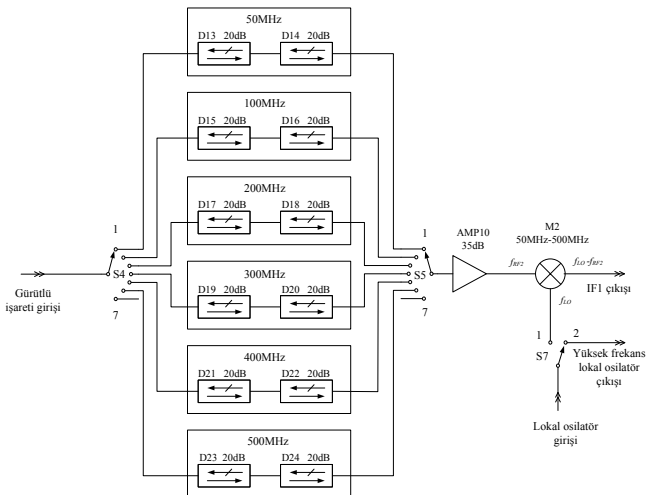 50MHz
D13 20dB D14 20dB
100MHz
D15 20dB D16 20dB
200MHz
D17 20dB D18 20dB
300MHz
D19 20dB D20 20dB
400MHz
D21 20dB D22 20dB
500MHz
D23 20dB D24 20dB
1
S4
7
Gürütlü
işareti girişi
1
S5
7
AMP10
35dB
M2
50MHz-500MHz
fRF2
fLO-fRF2
IF1 çıkışı
fLO
1
2
S7
Yüksek frekans
lokal osilatör
çıkışı
Lokal osilatör
girişi